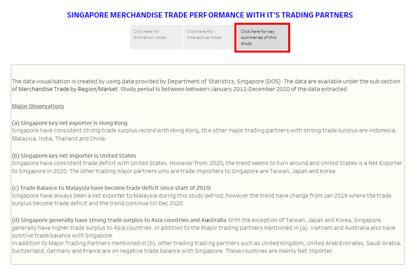 SINGAPORE MERCHANDISE TRADE PERFORMANCE WITH IT'S TRADING PARTNERS
Click here for
Animation mode
Click here for
Interactive mode
Click here for key
summaries of this
study
The data visualisation is created by using data provided by Department of Statistics, Singapore (DOS). The data are available under the sub-section
of Merchandise Trade by Region/Market. Study period is between between January 2011-December 2020 of the data extracted.
Major Observations
(a) Singapore key net exporter is Hong Kong
Singapore have consistent strong trade surplus record with Hong Kong, the other major trading partners with strong trade surplus are Indonesia,
Malaysia, India, Thailand and China.
(b) Singapore key net importer is United States
Singapore have consistent trade deficit with United States. However from 2020, the trend seems to turn around and United States is a Net Exporter
to Singapore in 2020. The other trading major partners who are trade importers to Singapore are Taiwan, Japan and Korea.
(c) Trade Balance to Malaysia have become trade deficit since start of 2019
Singapore have always been a net exporter to Malaysia during this study period, however the trend have change from Jan 2019 where the trade
surplus become trade deficit and the trend continue till Dec 2020.
(d) Singapore generally have strong trade surplus to Asia countries and Australia With the exception of Taiwan, Japan and Korea, Singapore
generally have higher trade surplus to Asia countries. In addition to the Major trading partners mentioned in (a), Vietnam and Australia also have
positive trade balance with Singapore.
In addition to Major Trading Partners mentioned in (b), other trading trading partners such as United Kingdom, United Arab Emirates, Saudi Arabia,
Switzerland, Germany and France are on negative trade balance with Singapore. These countries are mainly Net Importer.